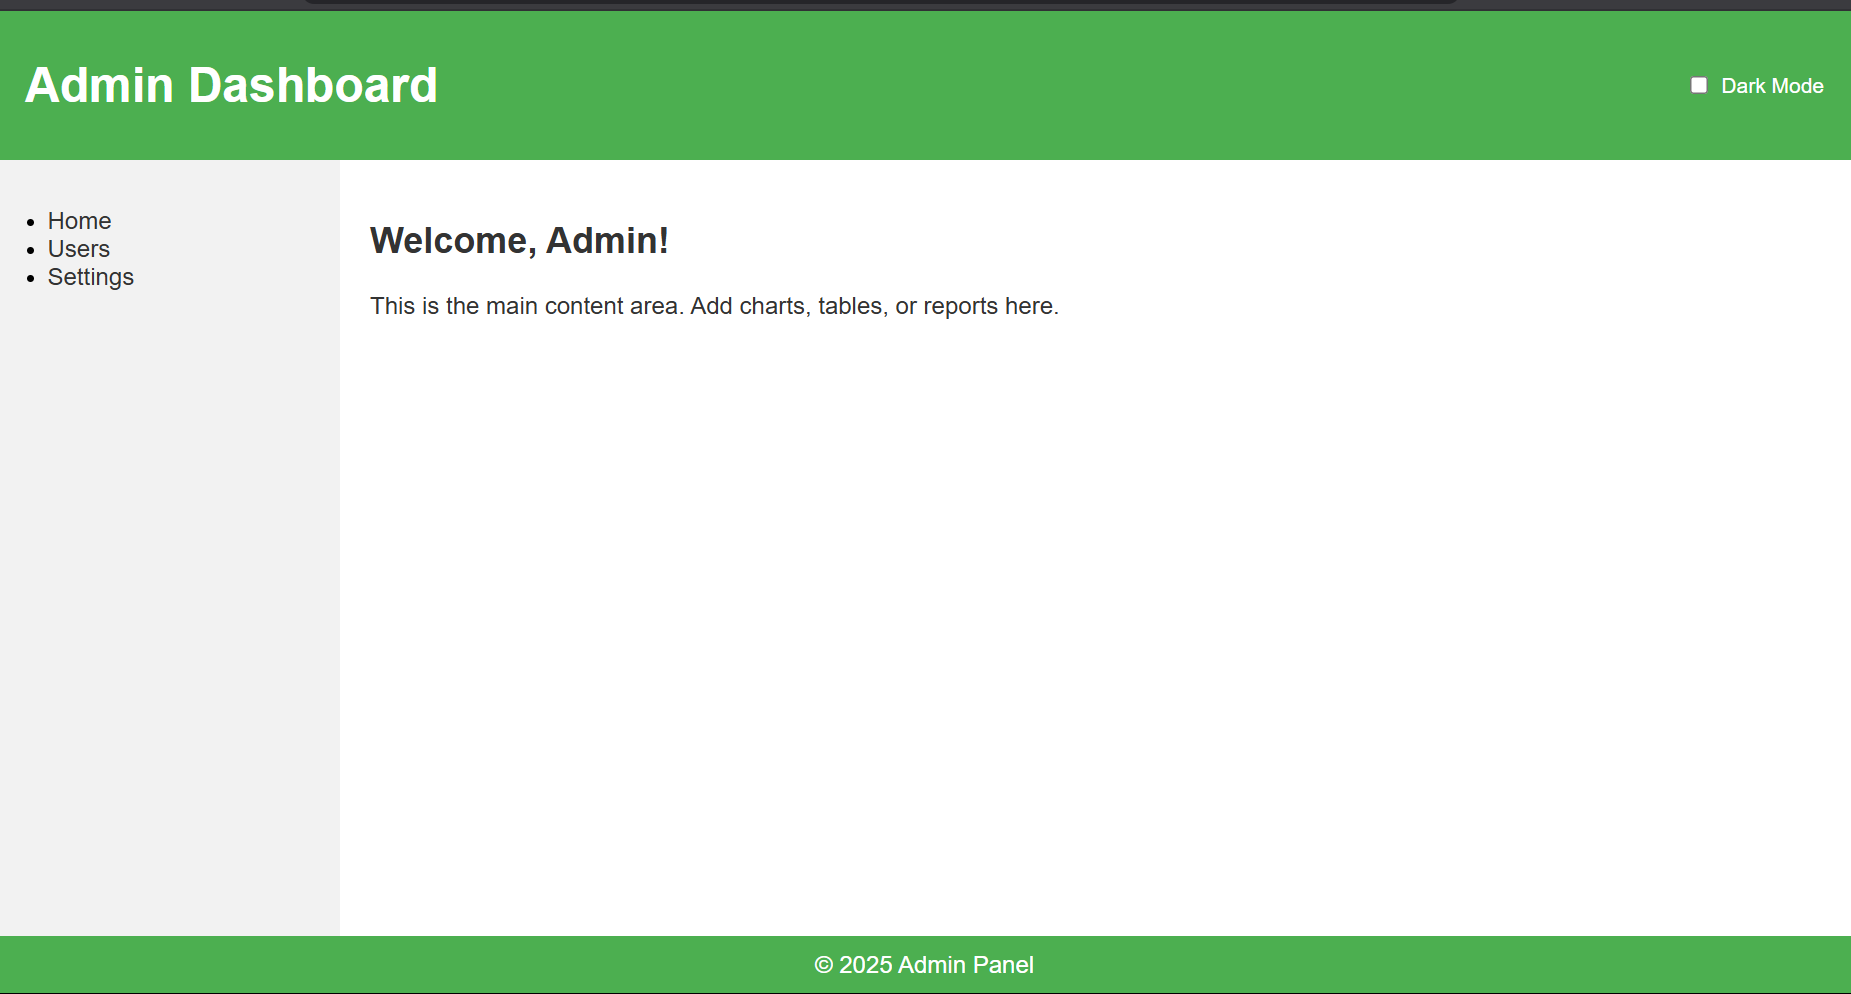 Admin Dashboard
Dark Mode
Home
Users
Settings
Welcome, Admin!
This is the main content area. Add charts, tables, or reports here.
© 2025 Admin Panel